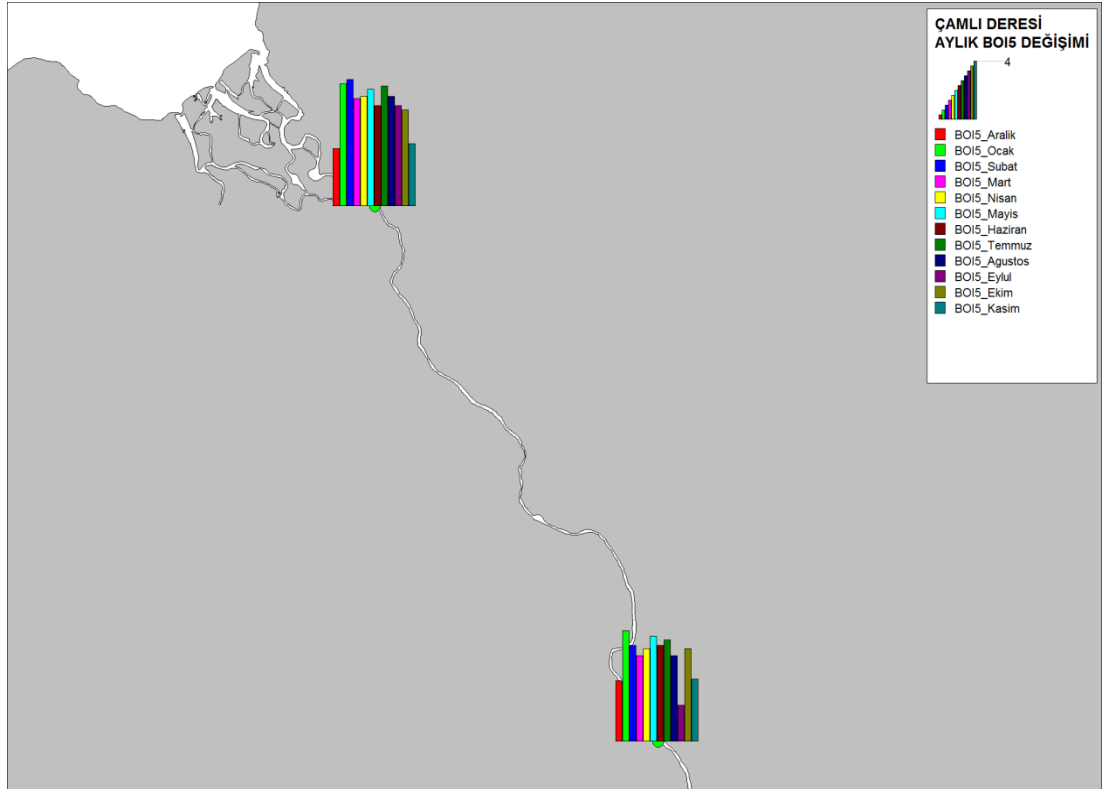 ÇAMLI DERESİ
AYLIK BOI5 DEĞİŞİMİ
4
BOI5_Aralik
BOI5_Ocak
BOI5_Subat
BOI5_Mart
BOI5_Nisan
BOI5_Mayis
BOI5_Haziran
BOI5_Temmuz
BOI5_Agustos
BOI5_Eylul
BOI5_Ekim
BOI5_Kasim